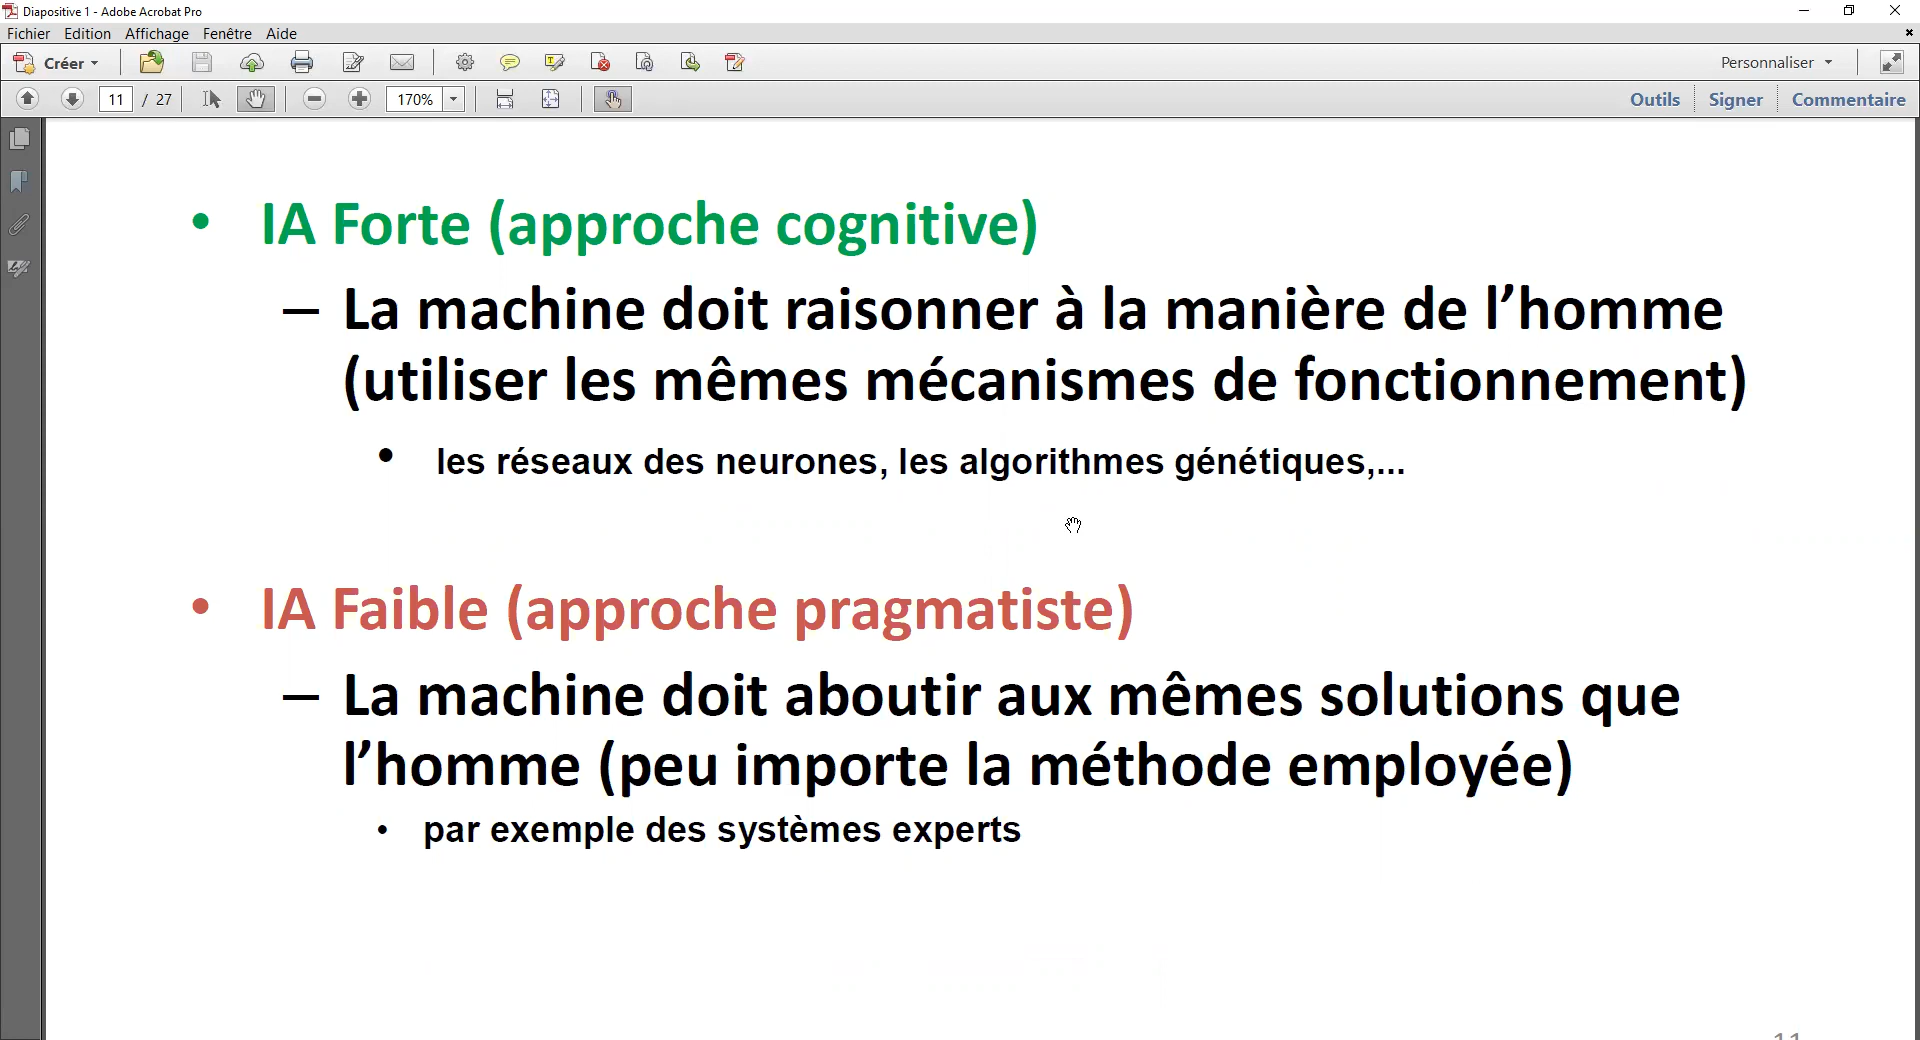 Diapositive 1 - Adobe Acrobat Pro
Fichier Edition Affichage Fenêtre Aide
Créer Personnaliser
11 / 27 170% Outils Signer Commentaire
• IA Forte (approche cognitive)
– La machine doit raisonner à la manière de l’homme
(utiliser les mêmes mécanismes de fonctionnement)
• les réseaux des neurones, les algorithmes génétiques,...
• IA Faible (approche pragmatiste)
– La machine doit aboutir aux mêmes solutions que
l’homme (peu importe la méthode employée)
• par exemple des systèmes experts